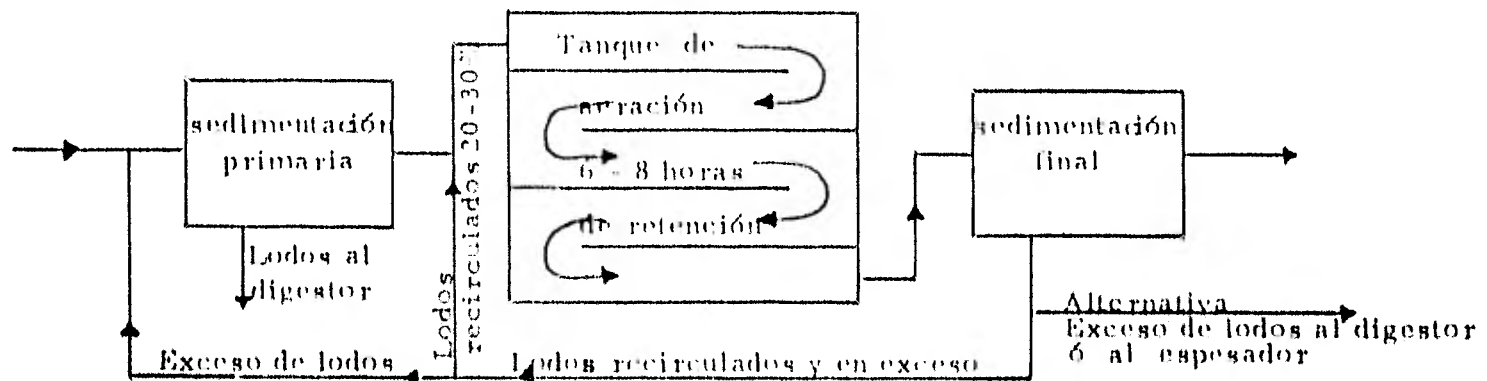 sedimentación
primaria
Lodos al
digestor
Exceso de lodos
Lodos
recirculados 20-30%
Tanque de
aeración
6 - 8 horas
de retención
sedimentación
final
Alternativa
Exceso de lodos al digestor
ó al espesador
Lodos recirculados y en exceso